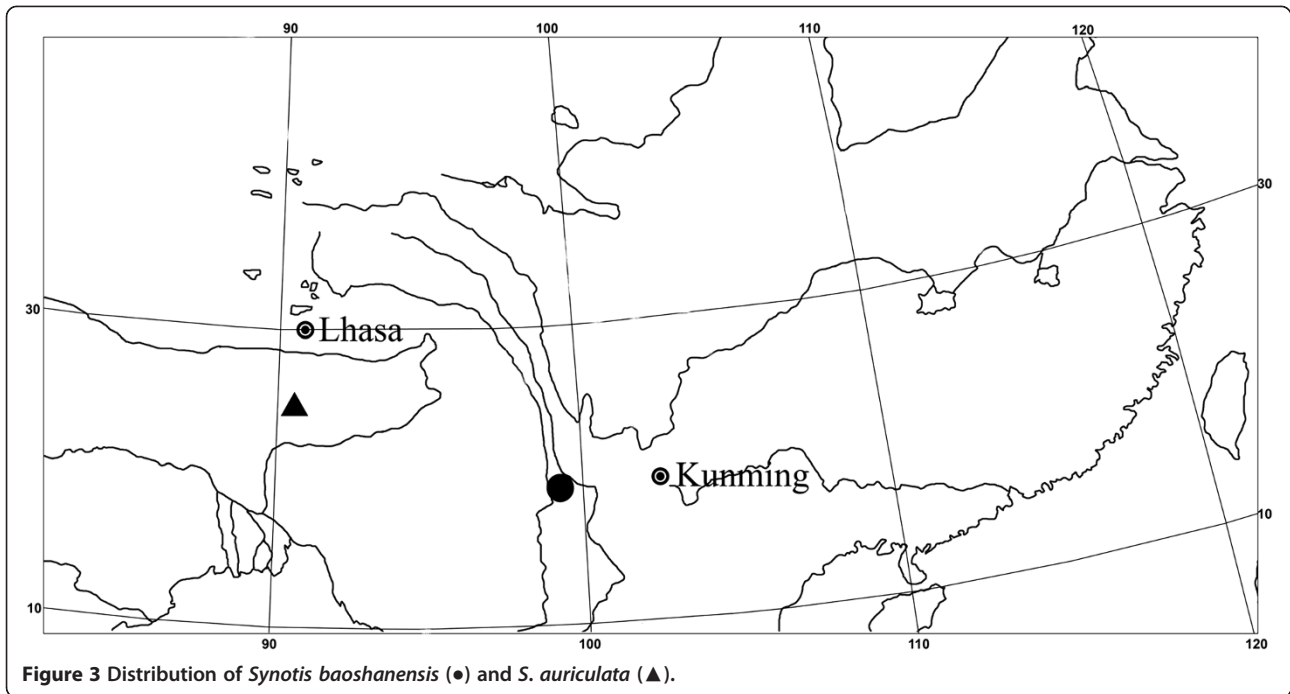 90 100 110 120
30
30
Lhasa
Kunming
10
10
90 100 110 120
Figure 3 Distribution of Synotis baoshanensis (●) and S. auriculata (▲).